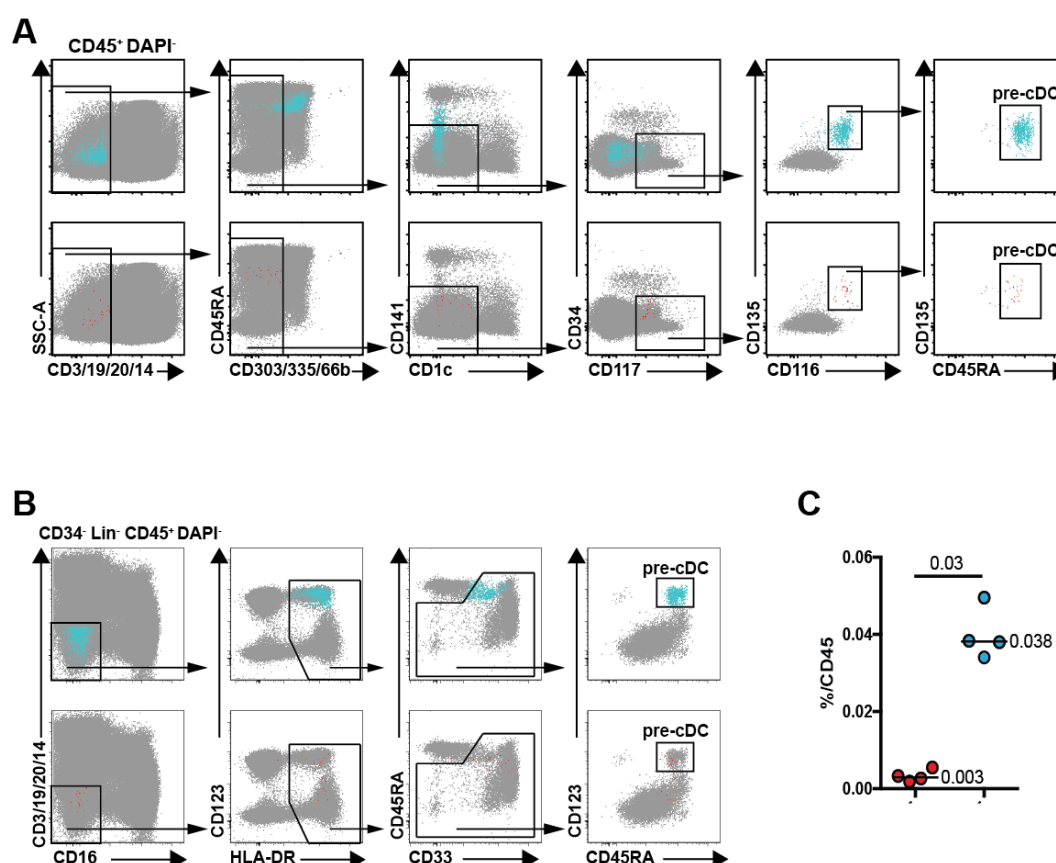 A
CD45+ DAPI-
pre-cDC
pre-cDC
SSC-A
CD45RA
CD141
CD34
CD135
CD135
CD3/19/20/14
CD303/335/66b
CD1c
CD117
CD116
CD45RA
B
CD34- Lin- CD45+ DAPI-
pre-cDC
pre-cDC
CD3/19/20/14
CD123
CD45RA
CD123
CD16
HLA-DR
CD33
CD45RA
C
0.03
0.06
0.04
0.02
0.00
%/CD45
0.038
0.003